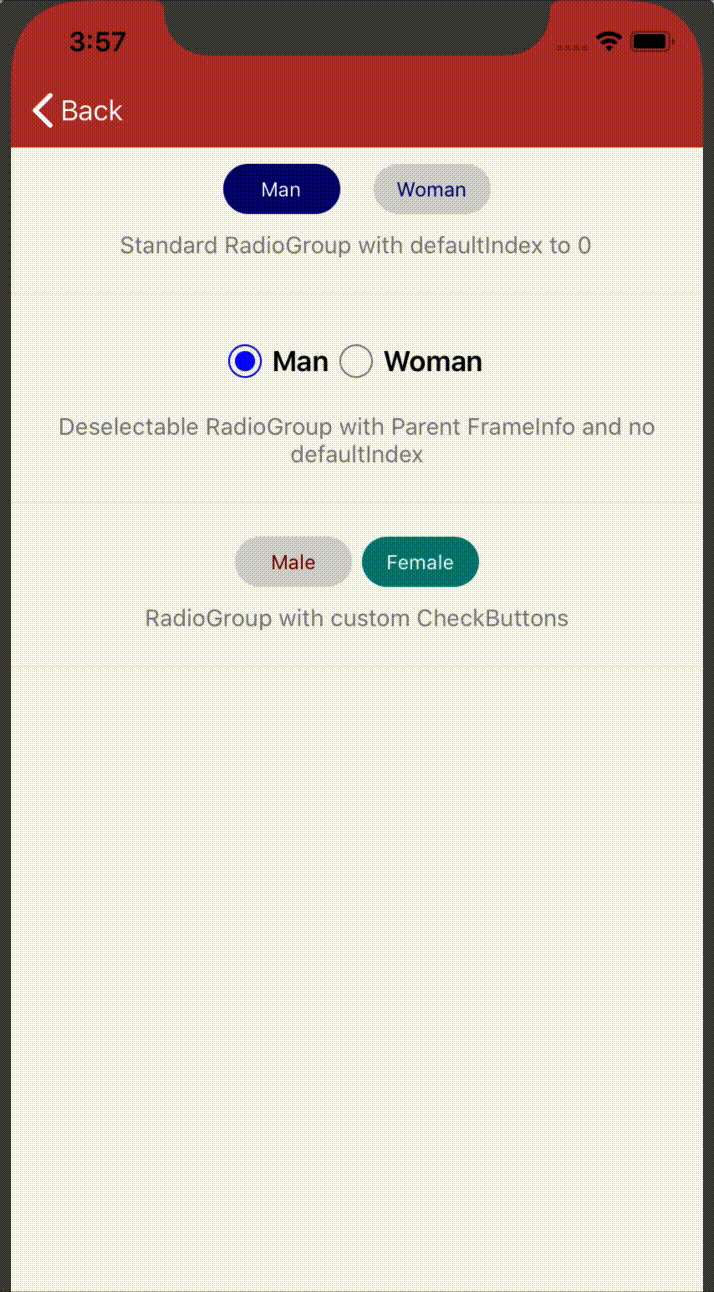 3:57
Back
Man Woman
Standard RadioGroup with defaultIndex to 0
Man Woman
Deselectable RadioGroup with Parent FrameInfo and no
defaultIndex
Male Female
RadioGroup with custom CheckButtons